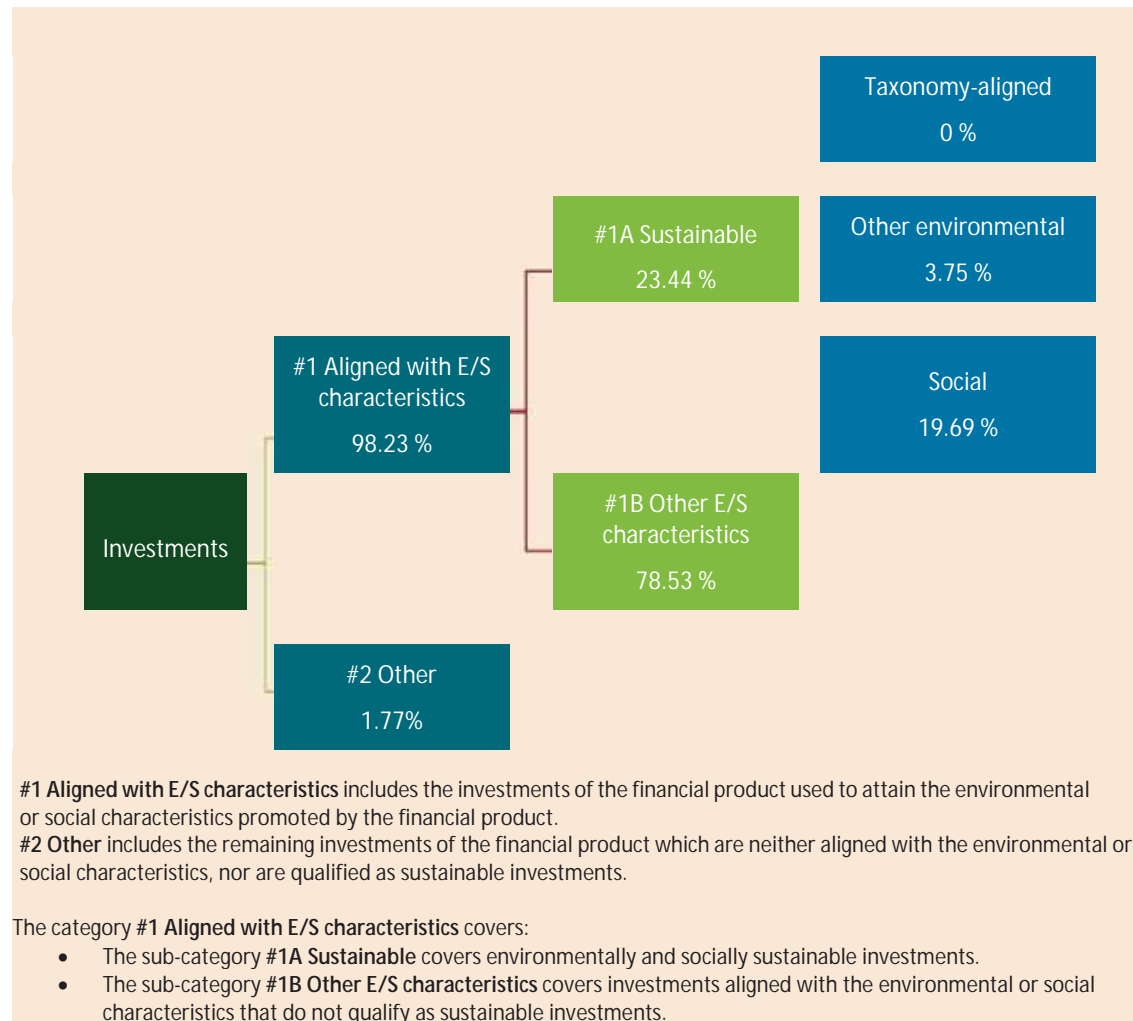 Taxonomy-aligned
0 %
#1A Sustainable
23.44 %
Other environmental
3.75 %
#1 Aligned with E/S
characteristics
98.23 %
Social
19.69 %
Investments
#1B Other E/S
characteristics
78.53 %
#2 Other
1.77%
#1 Aligned with E/S characteristics includes the investments of the financial product used to attain the environmental
or social characteristics promoted by the financial product.
#2 Other includes the remaining investments of the financial product which are neither aligned with the environmental or
social characteristics, nor are qualified as sustainable investments.
The category #1 Aligned with E/S characteristics covers:
• The sub-category #1A Sustainable covers environmentally and socially sustainable investments.
• The sub-category #1B Other E/S characteristics covers investments aligned with the environmental or social
characteristics that do not qualify as sustainable investments.